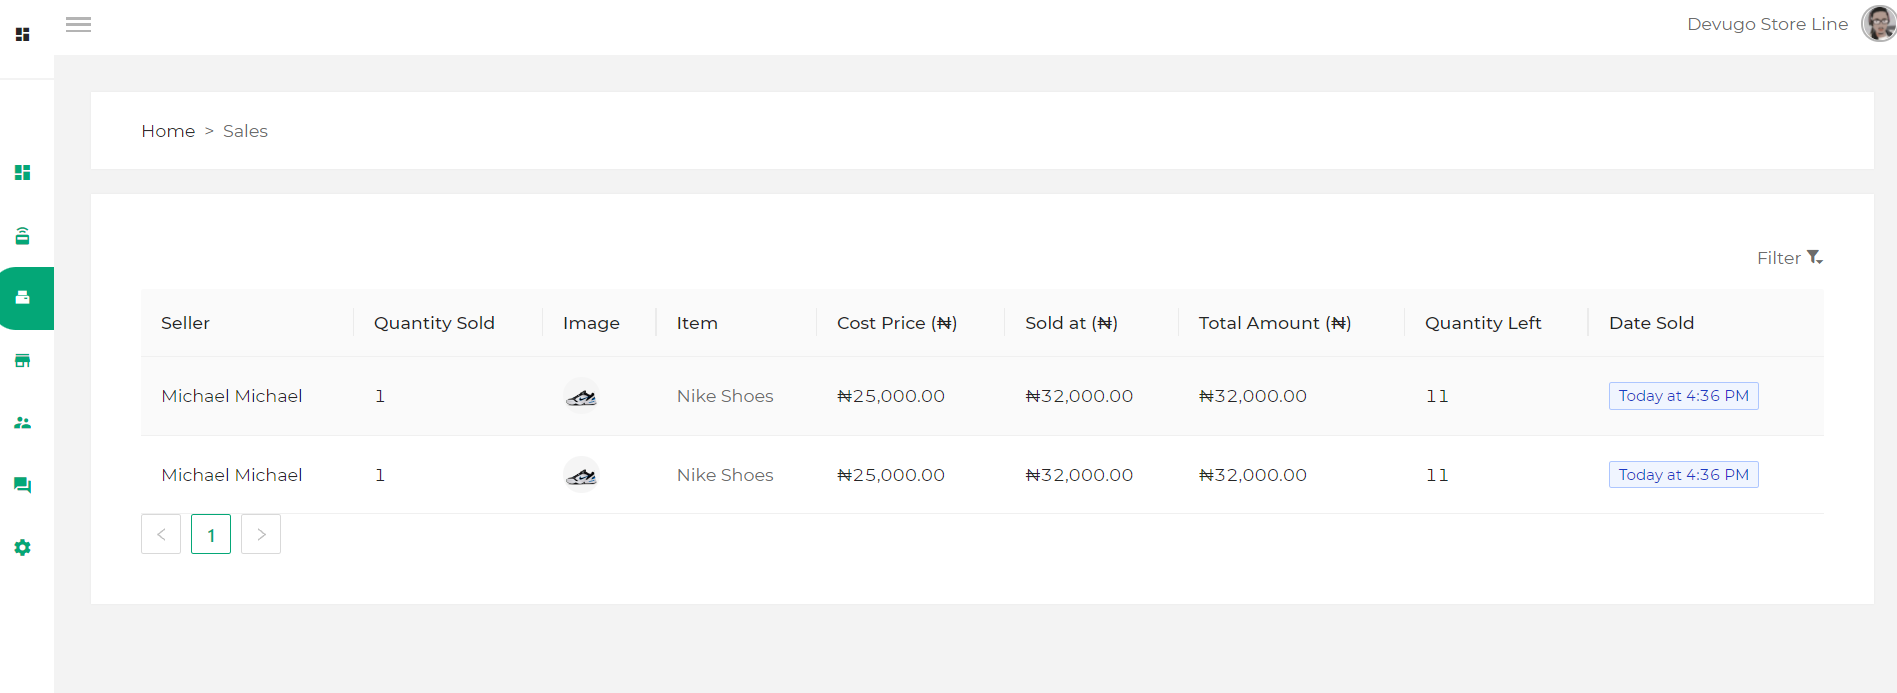 Devugo Store Line
Home > Sales
Filter
Seller Quantity Sold Image Item Cost Price (₦) Sold at (₦) Total Amount (₦) Quantity Left Date Sold
Michael Michael 1 Nike Shoes ₦25,000.00 ₦32,000.00 ₦32,000.00 11 Today at 4:36 PM
Michael Michael 1 Nike Shoes ₦25,000.00 ₦32,000.00 ₦32,000.00 11 Today at 4:36 PM
< 1 >